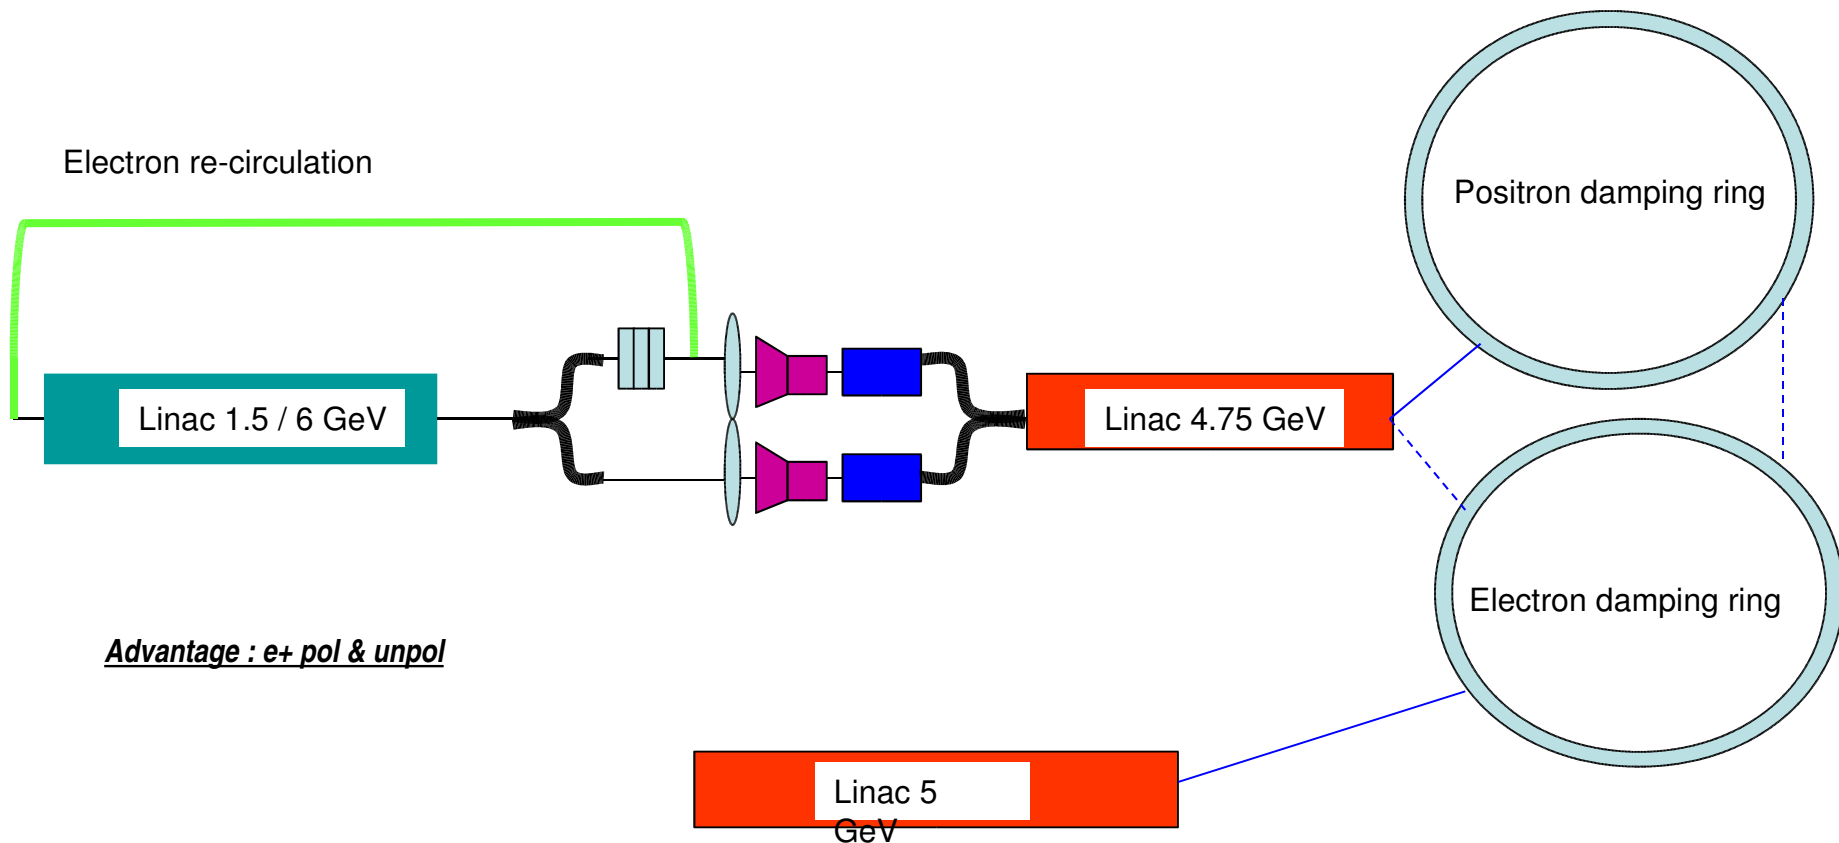 Electron re-circulation
Positron damping ring
Linac 1.5 / 6 GeV
Linac 4.75 GeV
Electron damping ring
Advantage : e+ pol & unpol
Linac 5
GeV